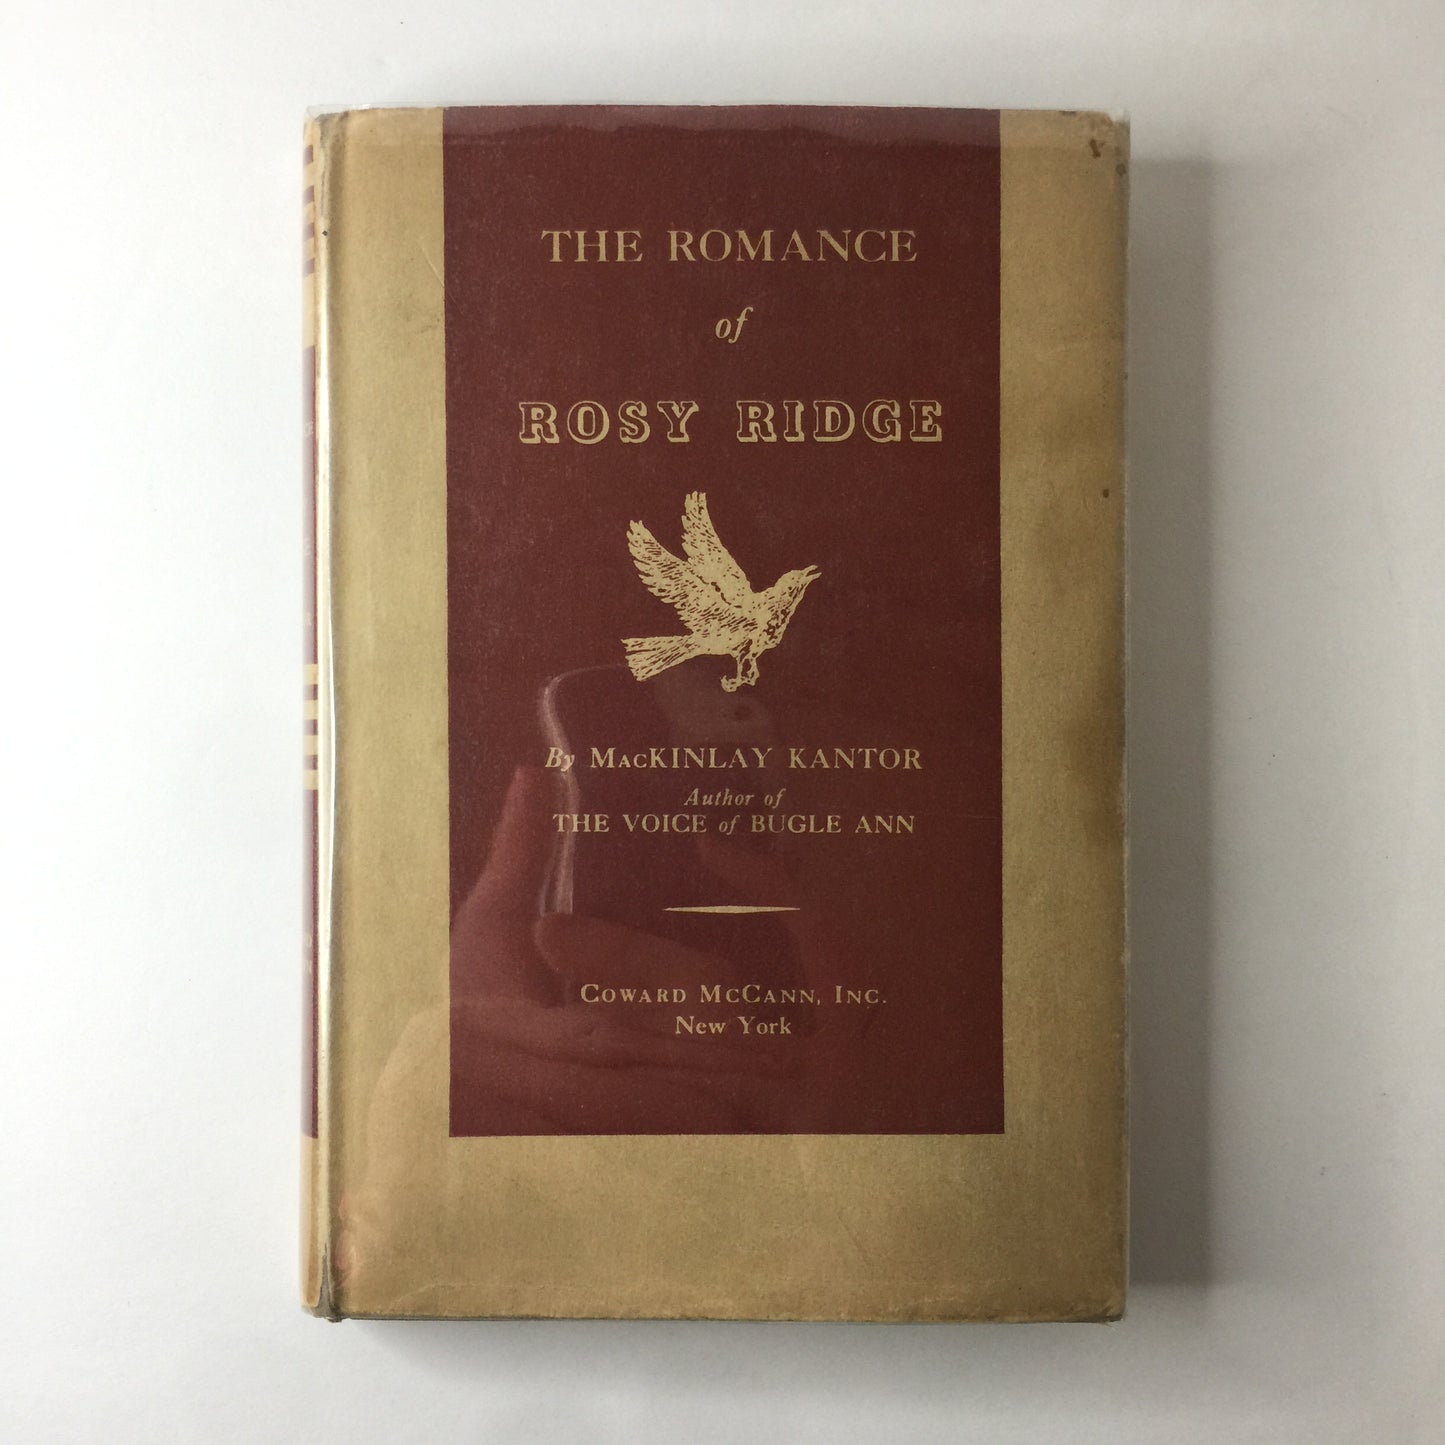 THE ROMANCE
of
ROSY RIDGE
By MacKINLAY KANTOR
Author of
THE VOICE of BUGLE ANN
COWARD MCCANN, INC.
New York